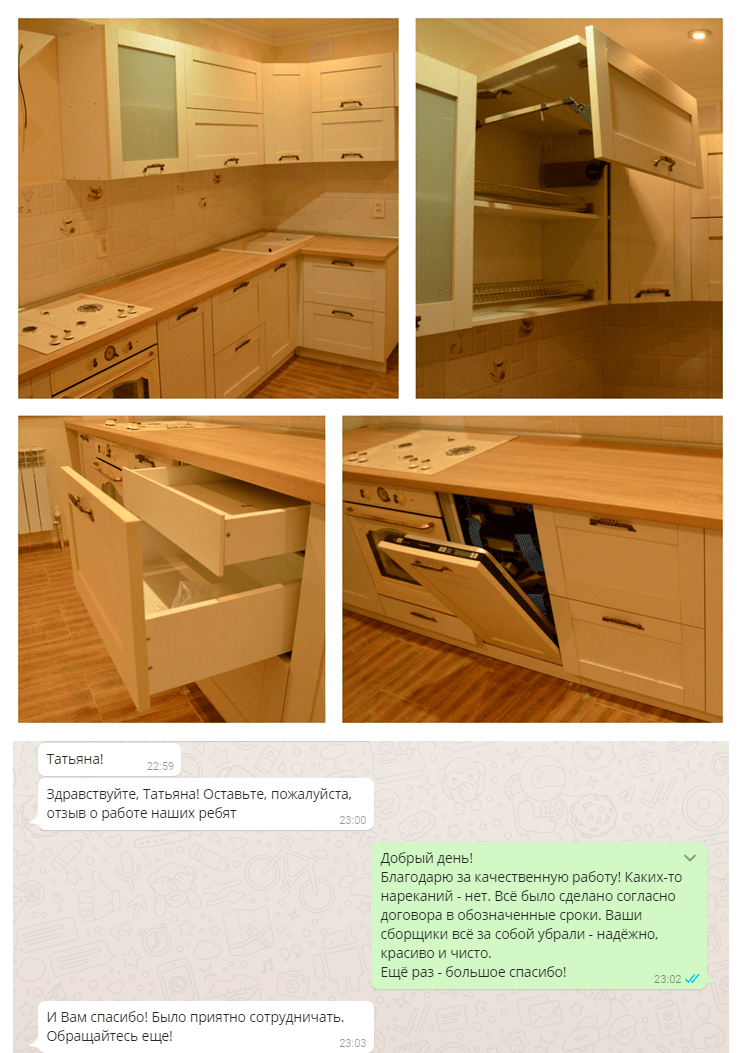 Татьяна!
22:59
Здравствуйте, Татьяна! Оставьте, пожалуйста,
отзыв о работе наших ребят
23:00
Добрый день!
Благодарю за качественную работу! Каких-то
нареканий - нет. Всё было сделано согласно
договора в обозначенные сроки. Ваши
сборщики всё за собой убрали - надёжно,
красиво и чисто.
Ещё раз - большое спасибо!
23:02
И Вам спасибо! Было приятно сотрудничать.
Обращайтесь еще!
23:03